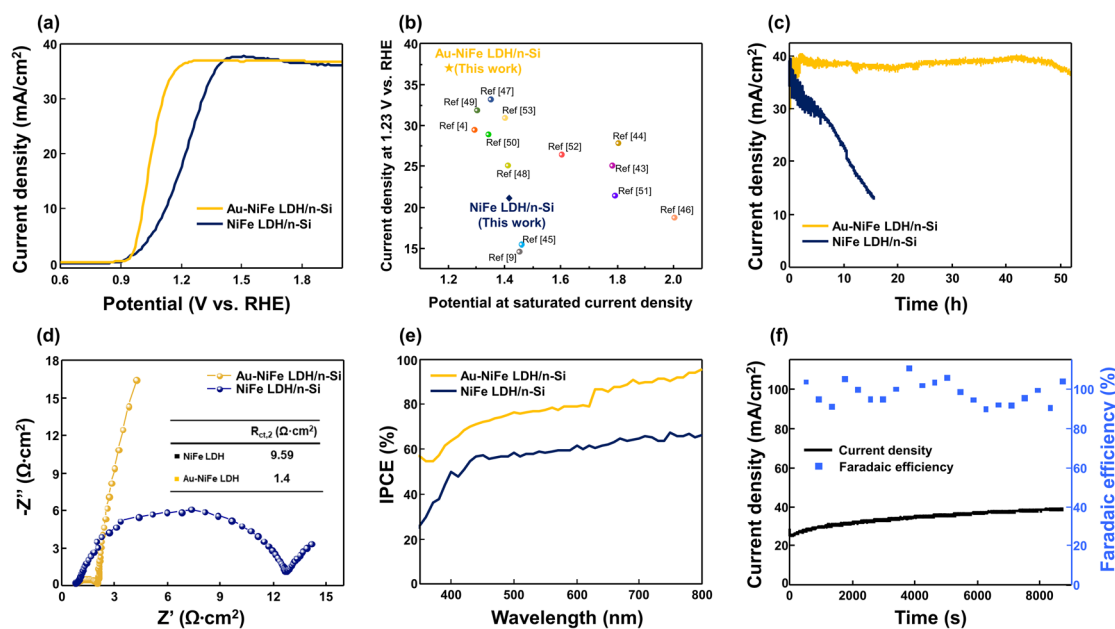 (a)
Current density (mA/cm²)
40
30
20
10
0
Au-NiFe LDH/n-Si
NiFe LDH/n-Si
0.6
0.9
1.2
1.5
1.8
Potential (V vs. RHE)
(b)
Current density at 1.23 V vs. RHE
40
35
30
25
20
15
Au-NiFe LDH/n-Si
(This work)
Ref [47]
Ref [49]
Ref [53]
Ref [4]
Ref [50]
Ref [44]
Ref [52]
Ref [48]
Ref [43]
NiFe LDH/n-Si
(This work)
Ref [51]
Ref [46]
Ref [45]
Ref [9]
1.2
1.4
1.6
1.8
2.0
Potential at saturated current density
(c)
Current density (mA/cm²)
50
40
30
20
10
0
Au-NiFe LDH/n-Si
NiFe LDH/n-Si
0
10
20
30
40
50
Time (h)
(d)
-Z'' (Ω·cm²)
18
15
12
9
6
3
0
Au-NiFe LDH/n-Si
NiFe LDH/n-Si
Rct,2 (Ω·cm²)
NiFe LDH 9.59
Au-NiFe LDH 1.4
0
3
6
9
12
15
Z' (Ω·cm²)
(e)
IPCE (%)
100
80
60
40
20
0
Au-NiFe LDH/n-Si
NiFe LDH/n-Si
400
500
600
700
800
Wavelength (nm)
(f)
Current density (mA/cm²)
100
80
60
40
20
0
Current density
Faradaic efficiency
0
2000
4000
6000
8000
Time (s)
100
80
60
40
20
0
Faradaic efficiency (%)